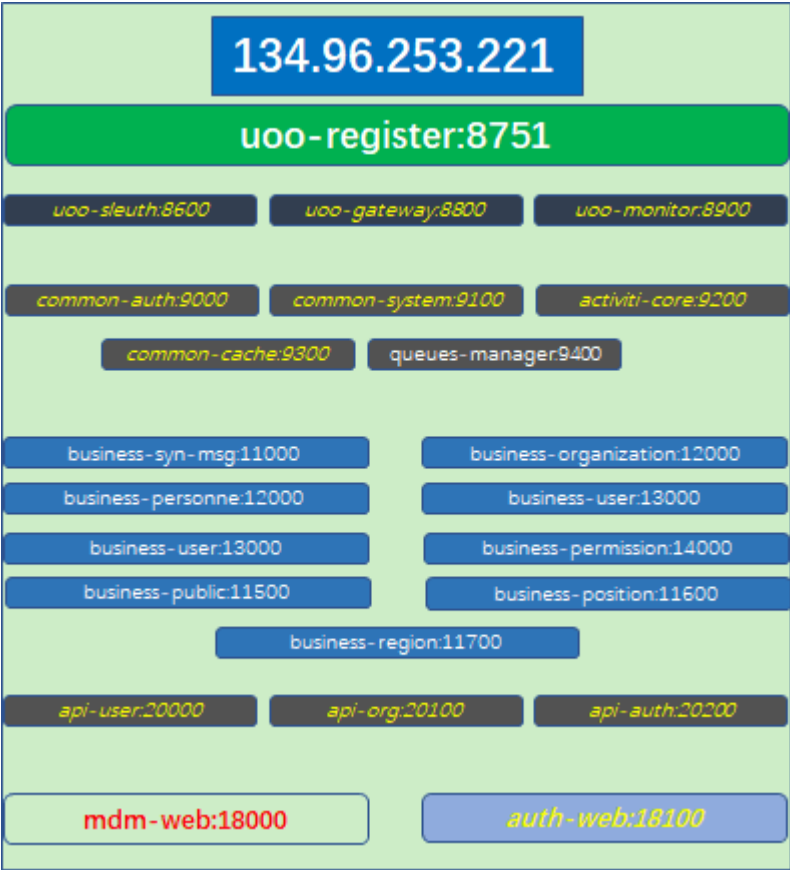 134.96.253.221
uoo-register:8751
uoo-sleuth:8600 uoo-gateway:8800 uoo-monitor:8900
common-auth:9000 common-system:9100 activiti-core:9200
common-cache:9300 queues-manager:9400
business-syn-msg:11000 business-organization:12000
business-personne:12000 business-user:13000
business-user:13000 business-permission:14000
business-public:11500 business-position:11600
business-region:11700
api-user:20000 api-org:20100 api-auth:20200
mdm-web:18000 auth-web:18100